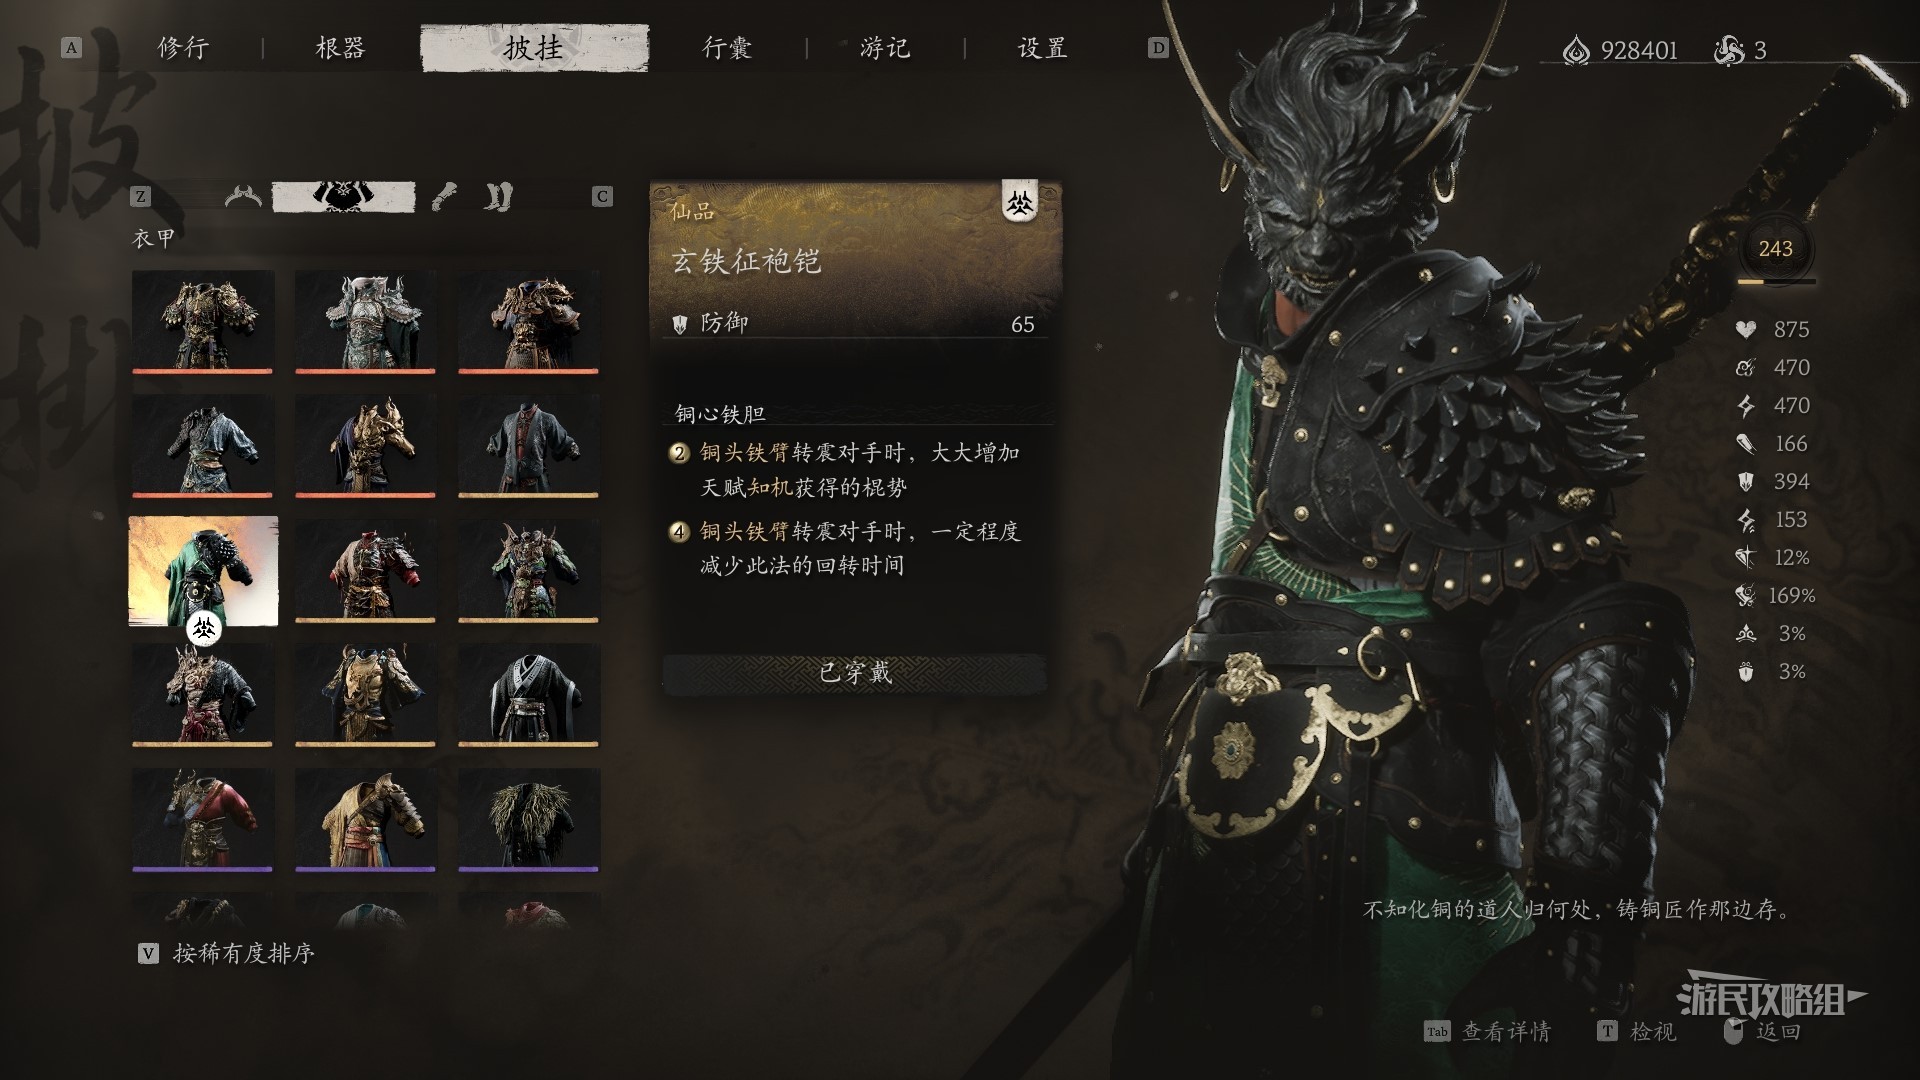 A 修行 根器 披挂 行囊 游记 设置 D 928401 3
披挂
Z C
衣甲
仙品
玄铁征袍铠
防御 65
铜心铁胆
2 铜头铁臂转震对手时，大大增加
天赋知机获得的棍势
4 铜头铁臂转震对手时，一定程度
减少此法的回转时间
已穿戴
243
875
470
470
166
394
153
12%
169%
3%
3%
不知化铜的道人归何处，铸铜匠作那边存。
V 按稀有度排序
游民攻略组
Tab 查看详情 T 检视 返回